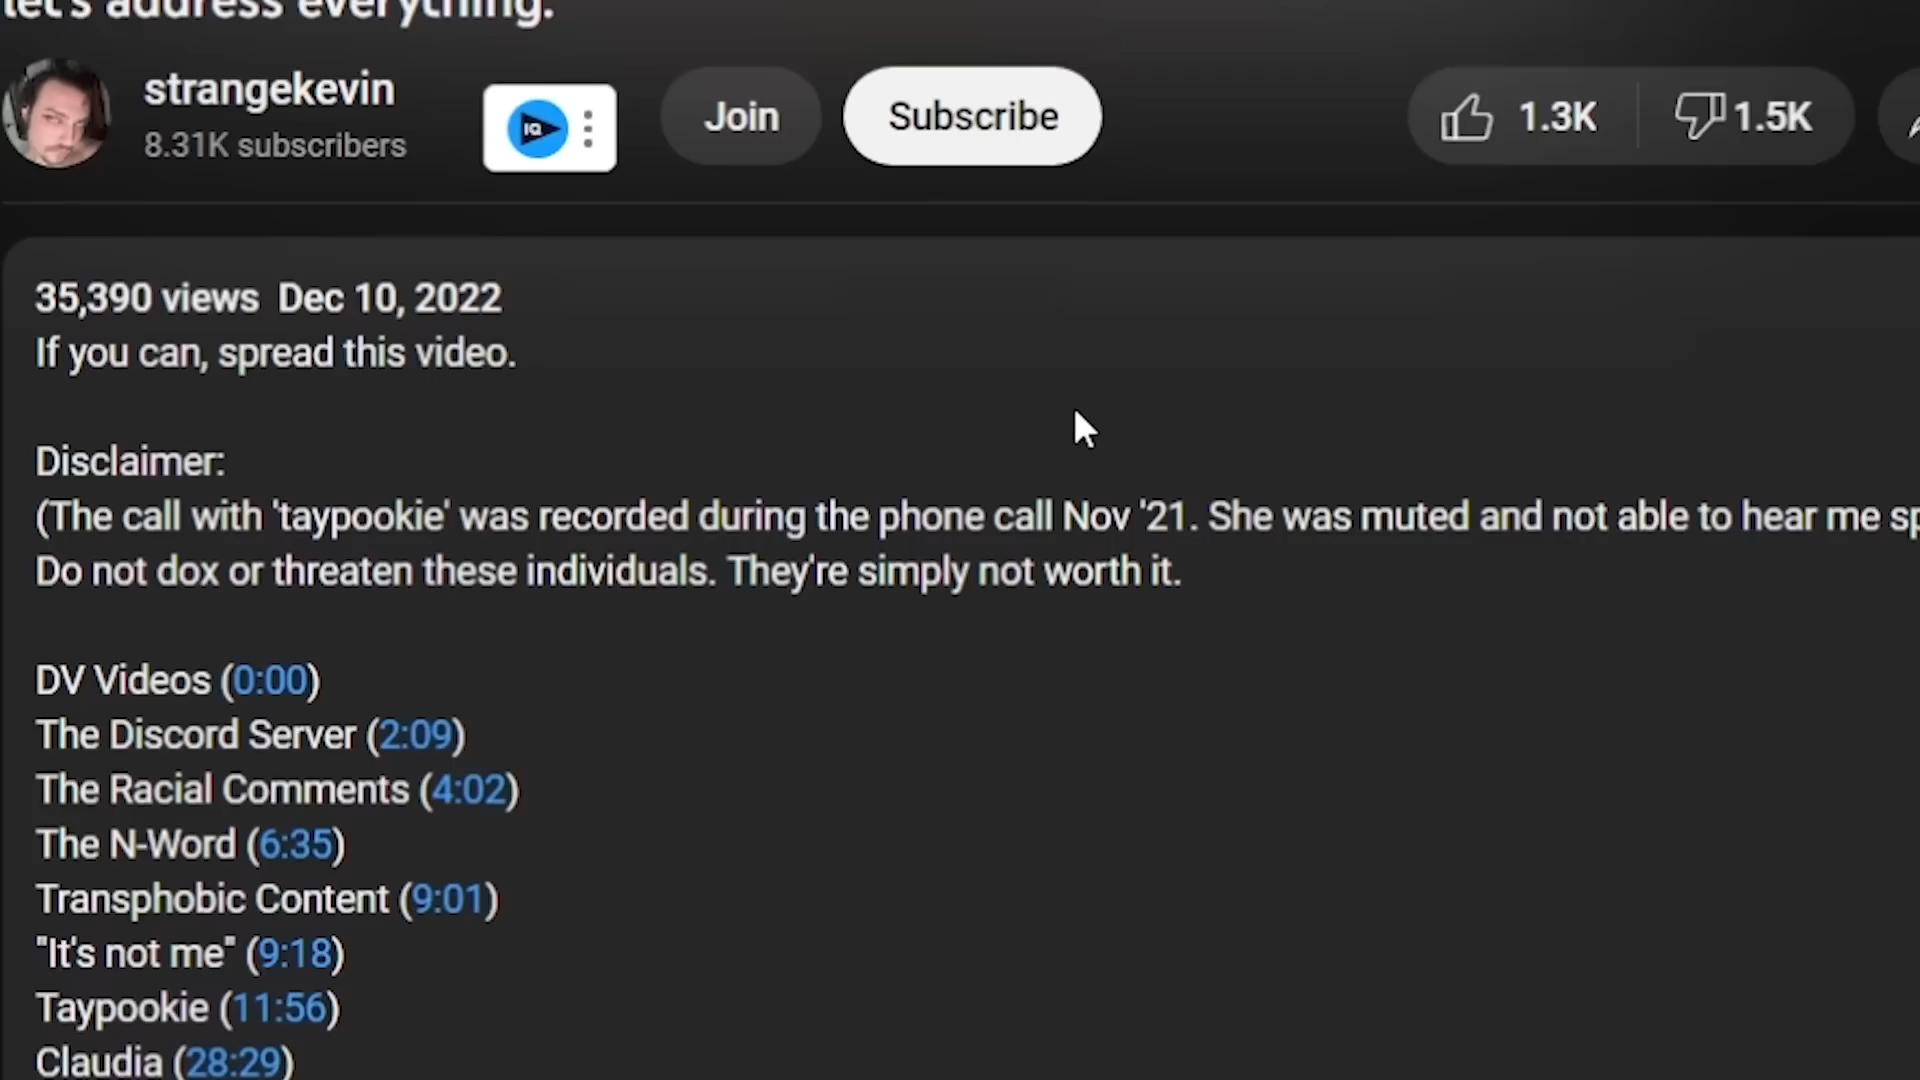 let's address everything.
strangekevin
8.31K subscribers
IQ
Join
Subscribe
1.3K
1.5K
35,390 views Dec 10, 2022
If you can, spread this video.
Disclaimer:
(The call with 'taypookie' was recorded during the phone call Nov '21. She was muted and not able to hear me sp
Do not dox or threaten these individuals. They're simply not worth it.
DV Videos (0:00)
The Discord Server (2:09)
The Racial Comments (4:02)
The N-Word (6:35)
Transphobic Content (9:01)
"It's not me" (9:18)
Taypookie (11:56)
Claudia (28:29)